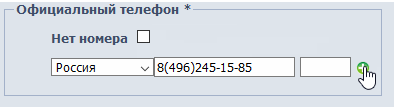 Официальный телефон *
Нет номера
Россия 8(496)245-15-85